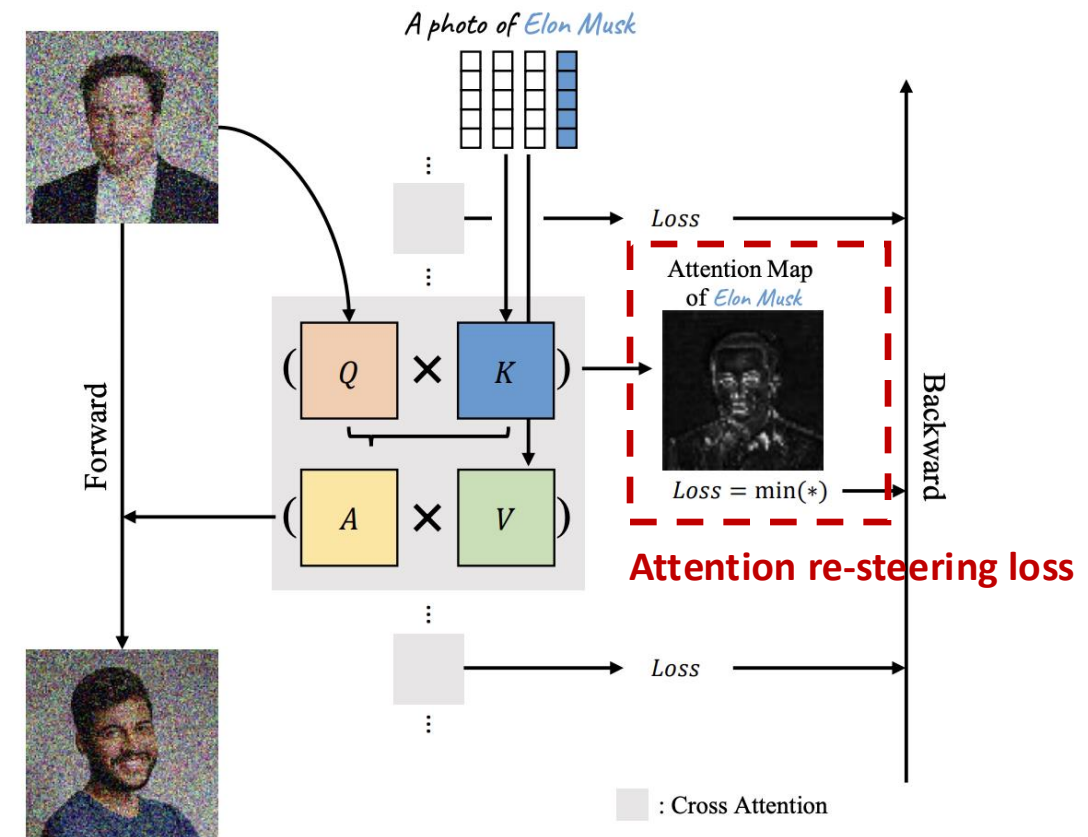 A photo of Elon Musk
...
Loss
...
Attention Map
of Elon Musk
( Q × K )
Loss = min(*)
Forward
Backward
( A × V )
Attention re-steering loss
...
Loss
...
: Cross Attention